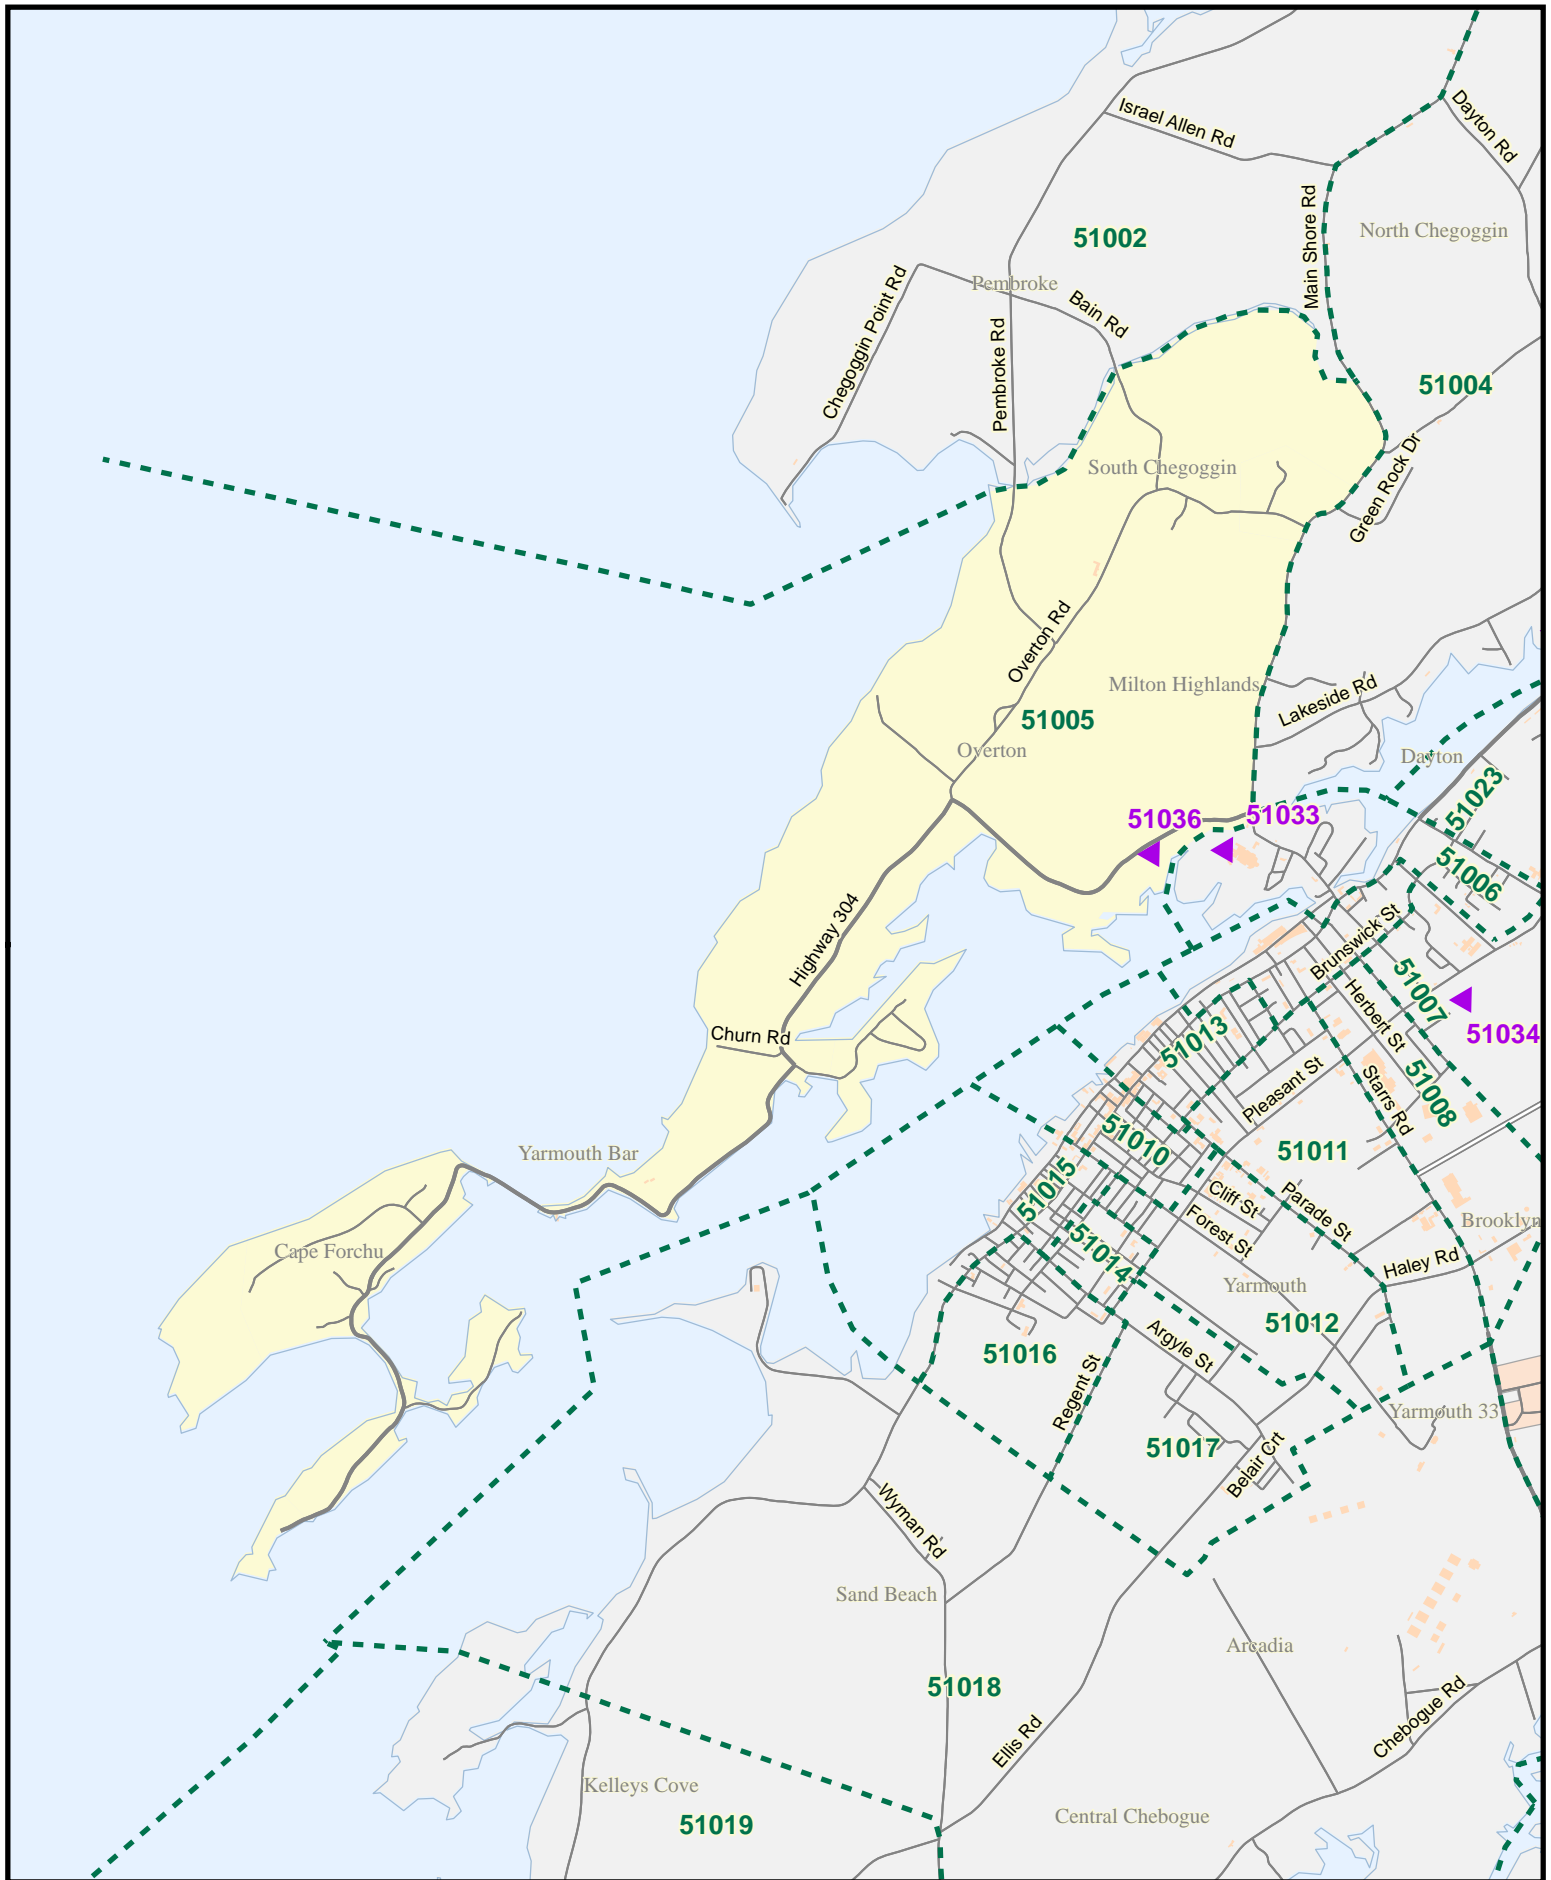 Israel Allen Rd
Dayton Rd
51002
Main Shore Rd
North Chegoggin
Pembroke
Chegoggin Point Rd
Bain Rd
Pembroke Rd
51004
South Chegoggin
Green Rock Dr
Overton Rd
Milton Highlands
Lakeside Rd
51005
Overton
Dayton
51023
51036
51033
51006
Brunswick St
Highway 304
51007
Herbert St
51034
51013
Churn Rd
Pleasant St
Starrs Rd
51008
51010
51011
Yarmouth Bar
51015
Cliff St
Parade St
Forest St
Brooklyn
51014
Cape Forchu
Haley Rd
Yarmouth
51012
51016
Argyle St
Regent St
Yarmouth 33
51017
Belair Crt
Wyman Rd
Sand Beach
Arcadia
51018
Ellis Rd
Chebogue Rd
Kelleys Cove
Central Chebogue
51019